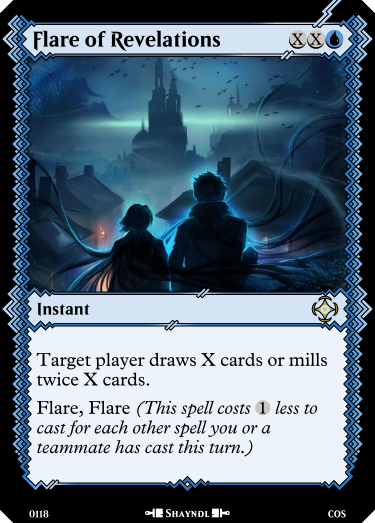 Flare of Revelations XXU
Instant
Target player draws X cards or mills
twice X cards.
Flare, Flare (This spell costs 1 less to
cast for each other spell you or a
teammate has cast this turn.)
0118 SHAYNDL COS